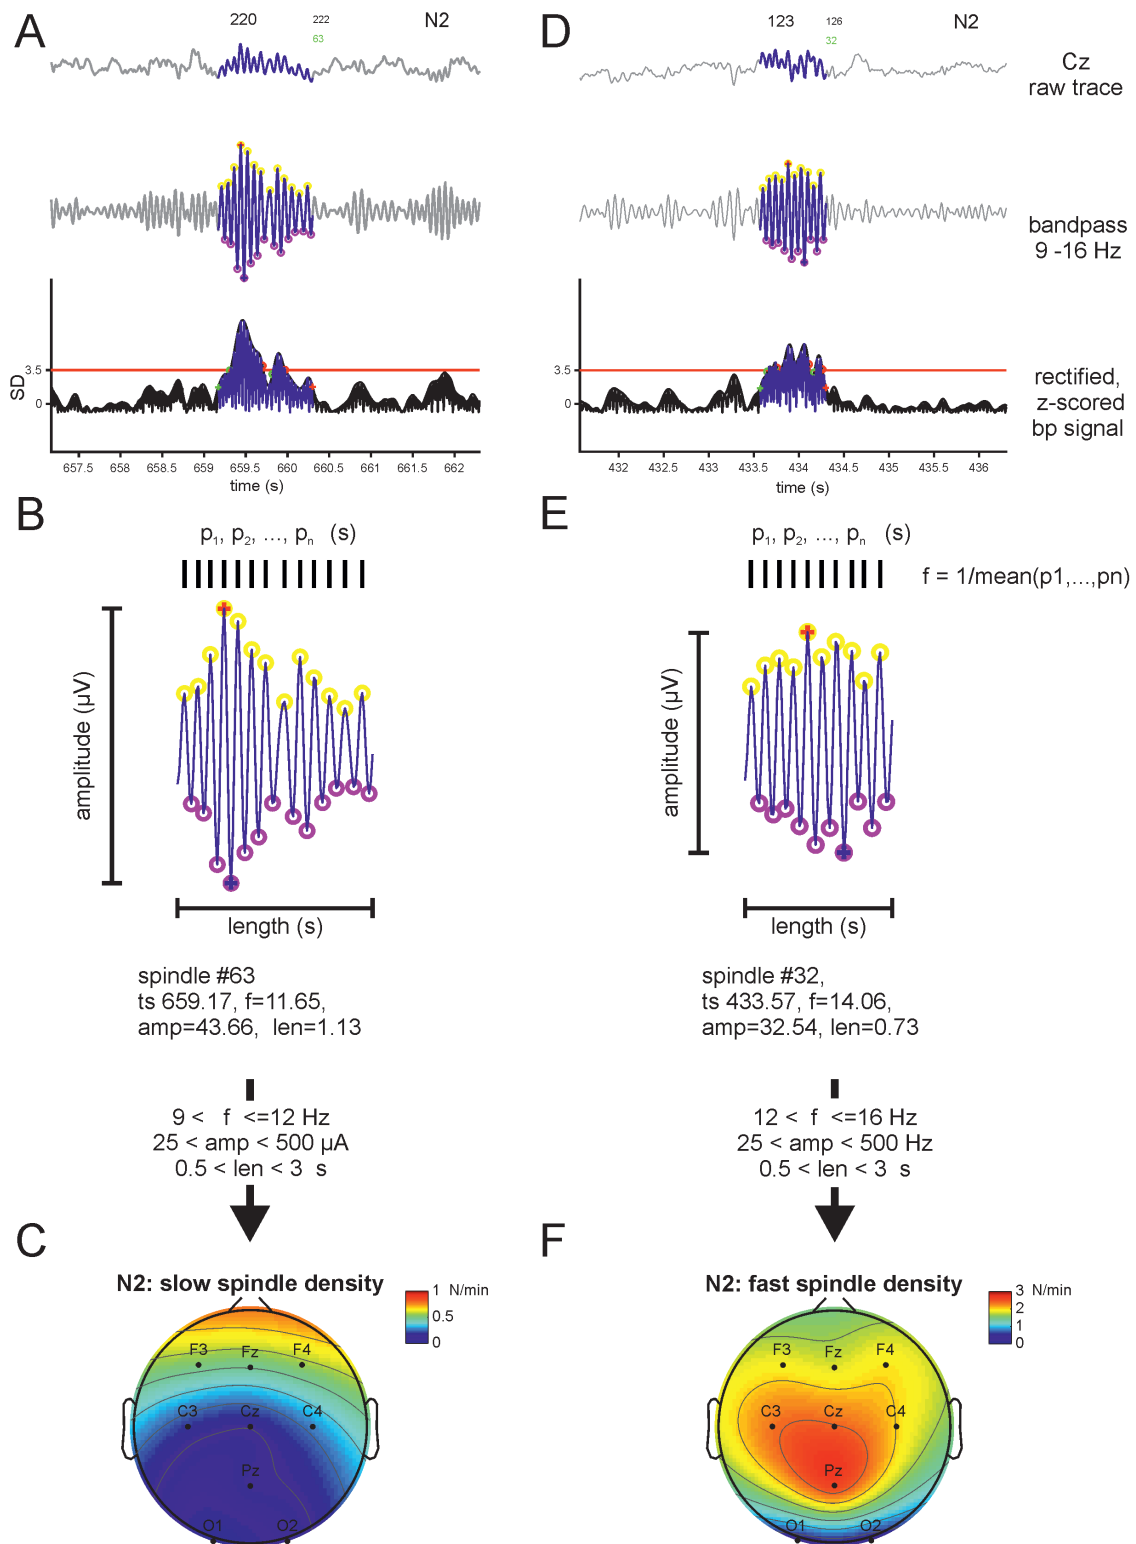 A
220
222
63
N2
D
123
126
32
N2
Cz
raw trace
bandpass
9 -16 Hz
SD
3.5
0
657.5 658 658.5 659 659.5 660 660.5 661 661.5 662
time (s)
3.5
0
432 432.5 433 433.5 434 434.5 435 435.5 436
time (s)
rectified,
z-scored
bp signal
B
p1, p2, ..., pn (s)
amplitude (µV)
length (s)
spindle #63
ts 659.17, f=11.65,
amp=43.66, len=1.13
9 < f <=12 Hz
25 < amp < 500 µA
0.5 < len < 3 s
E
p1, p2, ..., pn (s)
f = 1/mean(p1,...,pn)
amplitude (µV)
length (s)
spindle #32,
ts 433.57, f=14.06,
amp=32.54, len=0.73
12 < f <=16 Hz
25 < amp < 500 Hz
0.5 < len < 3 s
C
N2: slow spindle density
1 N/min
0.5
0
F3 Fz F4
C3 Cz C4
Pz
O1 O2
F
N2: fast spindle density
3 N/min
2
1
0
F3 Fz F4
C3 Cz C4
Pz
O1 O2